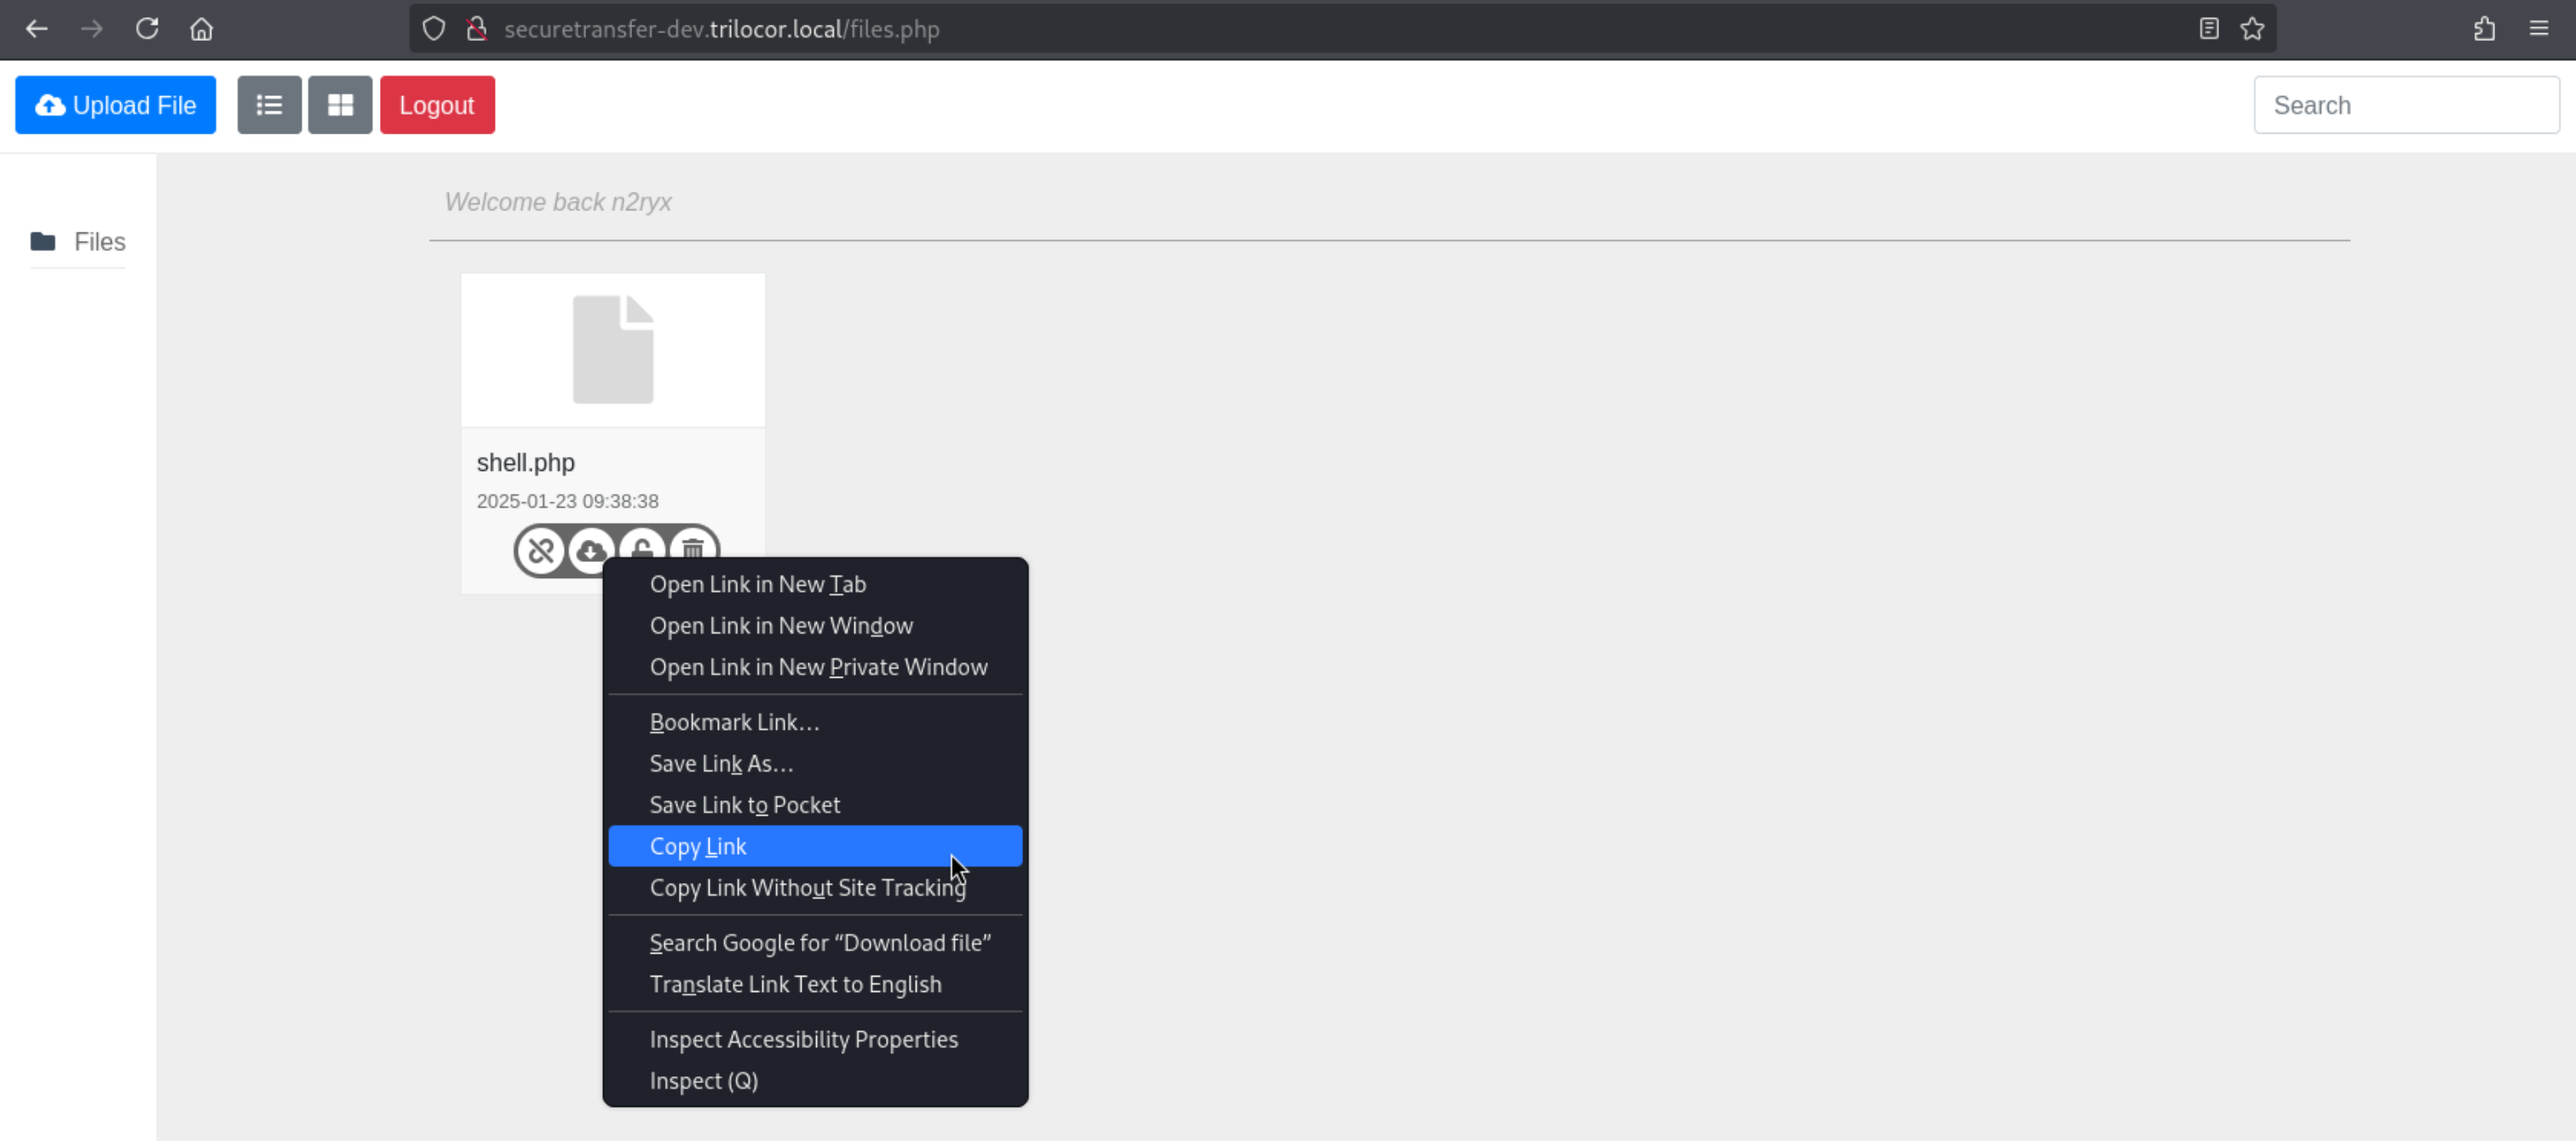 securetransfer-dev.trilocor.local/files.php
Upload File
Logout
Search
Files
Welcome back n2ryx
shell.php
2025-01-23 09:38:38
Open Link in New Tab
Open Link in New Window
Open Link in New Private Window
Bookmark Link…
Save Link As…
Save Link to Pocket
Copy Link
Copy Link Without Site Tracking
Search Google for “Download file”
Translate Link Text to English
Inspect Accessibility Properties
Inspect (Q)